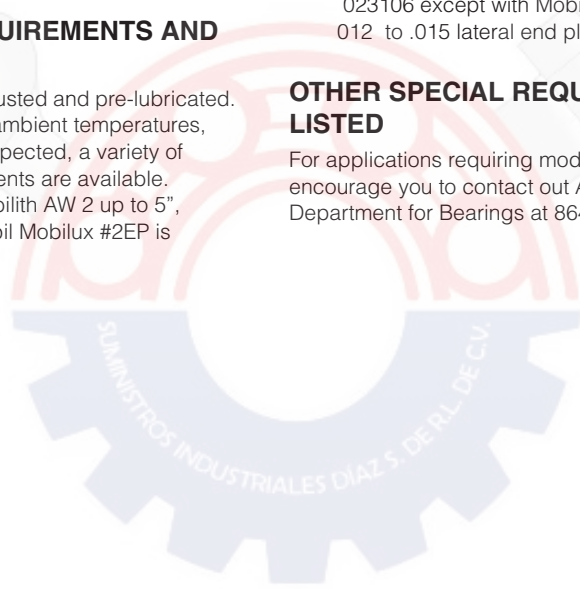 UIREMENTS AND
usted and pre-lubricated.
ambient temperatures,
pected, a variety of
ents are available.
bilith AW 2 up to 5”,
il Mobilux #2EP is
023106 except with Mobi
012 to .015 lateral end pl
OTHER SPECIAL REQU
LISTED
For applications requiring mod
encourage you to contact out A
Department for Bearings at 864
SUMINISTROS INDUSTRIALES DÍAZ S. DE R.L. DE C.V.